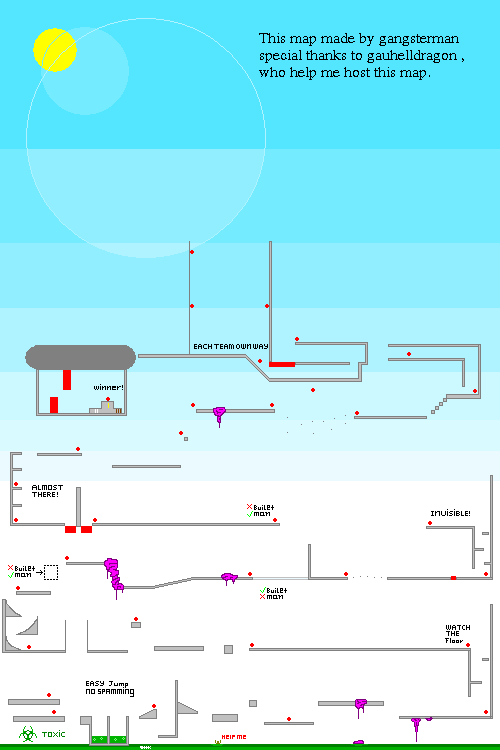 This map made by gangsterman
special thanks to gauhelldragon ,
who help me host this map.
EACH TEAM OWN WAY
winner!
ALMOST
THERE!
Bullet
man
INVISIBLE!
Bullet
man
Bullet
man
WATCH
THE
Floor
EASY Jump
NO SPAMMING
TOXIC
HELP ME